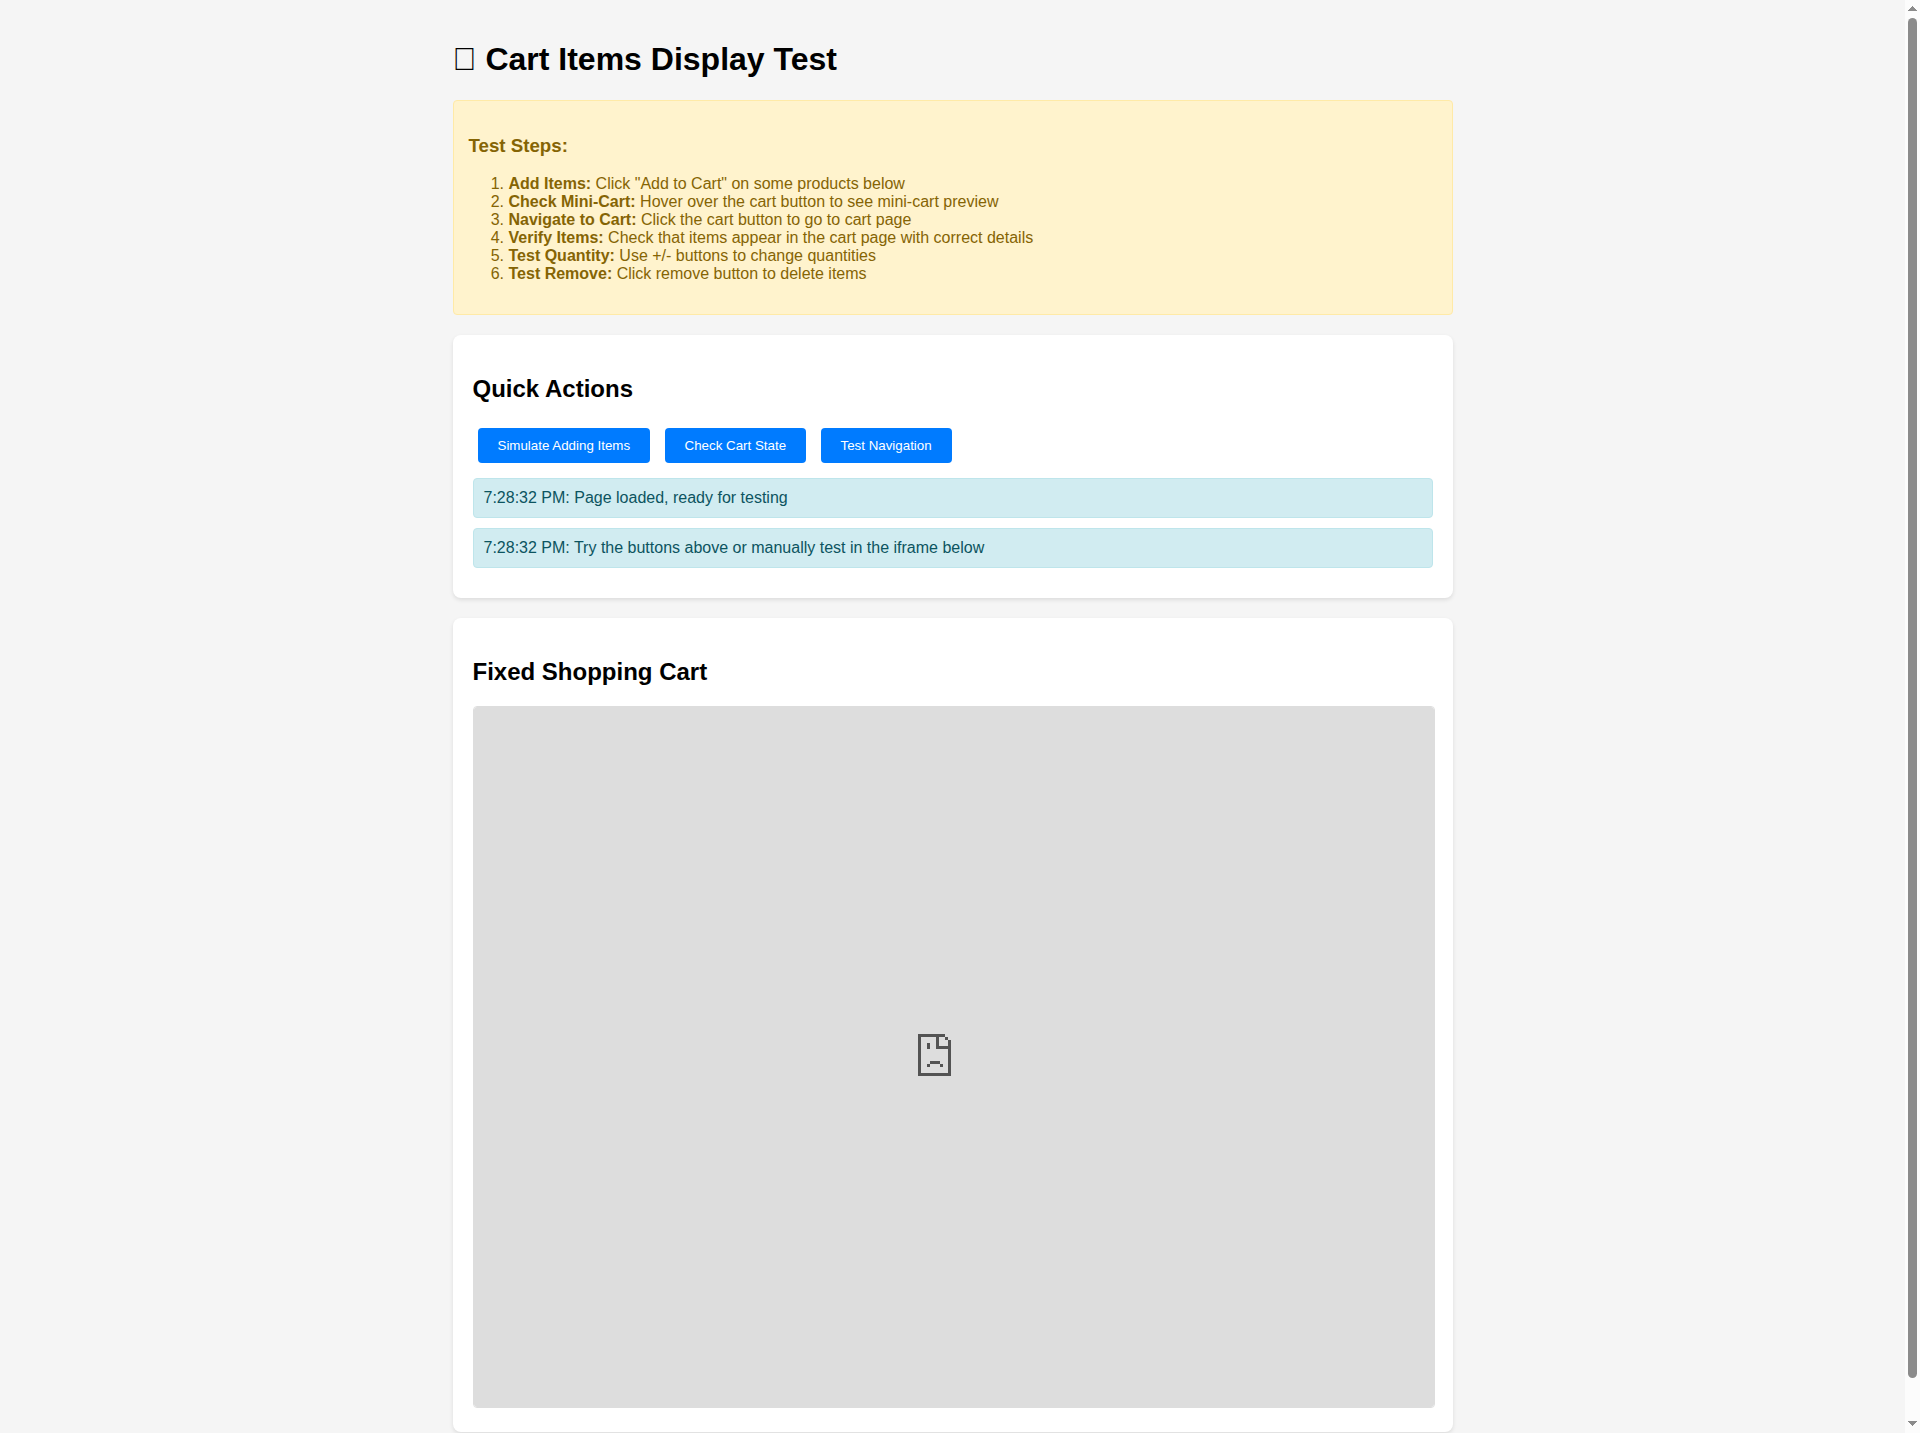 Cart Items Display Test
Test Steps:
1. Add Items: Click "Add to Cart" on some products below
2. Check Mini-Cart: Hover over the cart button to see mini-cart preview
3. Navigate to Cart: Click the cart button to go to cart page
4. Verify Items: Check that items appear in the cart page with correct details
5. Test Quantity: Use +/- buttons to change quantities
6. Test Remove: Click remove button to delete items
Quick Actions
Simulate Adding Items
Check Cart State
Test Navigation
7:28:32 PM: Page loaded, ready for testing
7:28:32 PM: Try the buttons above or manually test in the iframe below
Fixed Shopping Cart